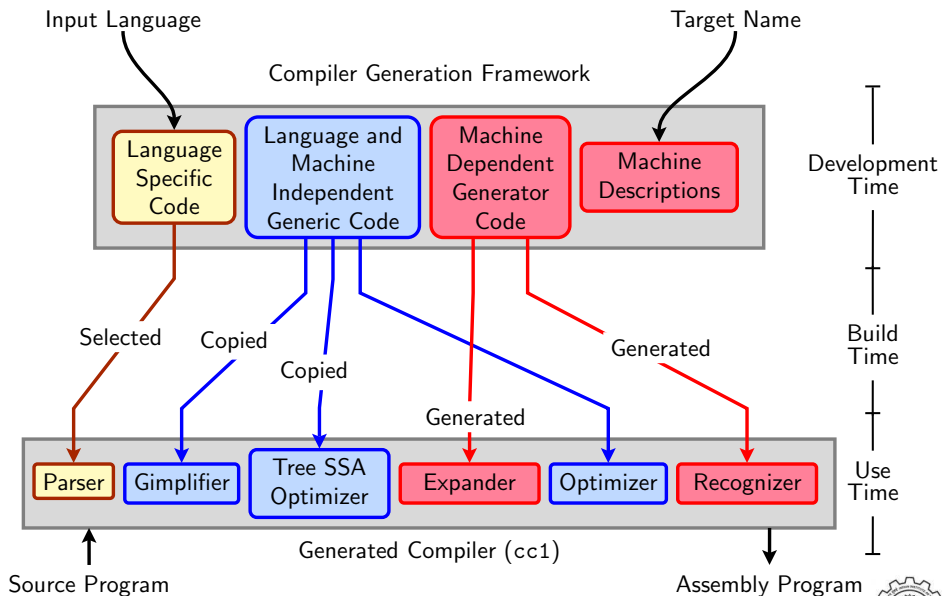 Input Language
Target Name
Compiler Generation Framework
Language
Specific
Code
Language and
Machine
Independent
Generic Code
Machine
Dependent
Generator
Code
Machine
Descriptions
Development
Time
Selected
Copied
Copied
Generated
Generated
Build
Time
Parser
Gimplifier
Tree SSA
Optimizer
Expander
Optimizer
Recognizer
Use
Time
Generated Compiler (cc1)
Source Program
Assembly Program